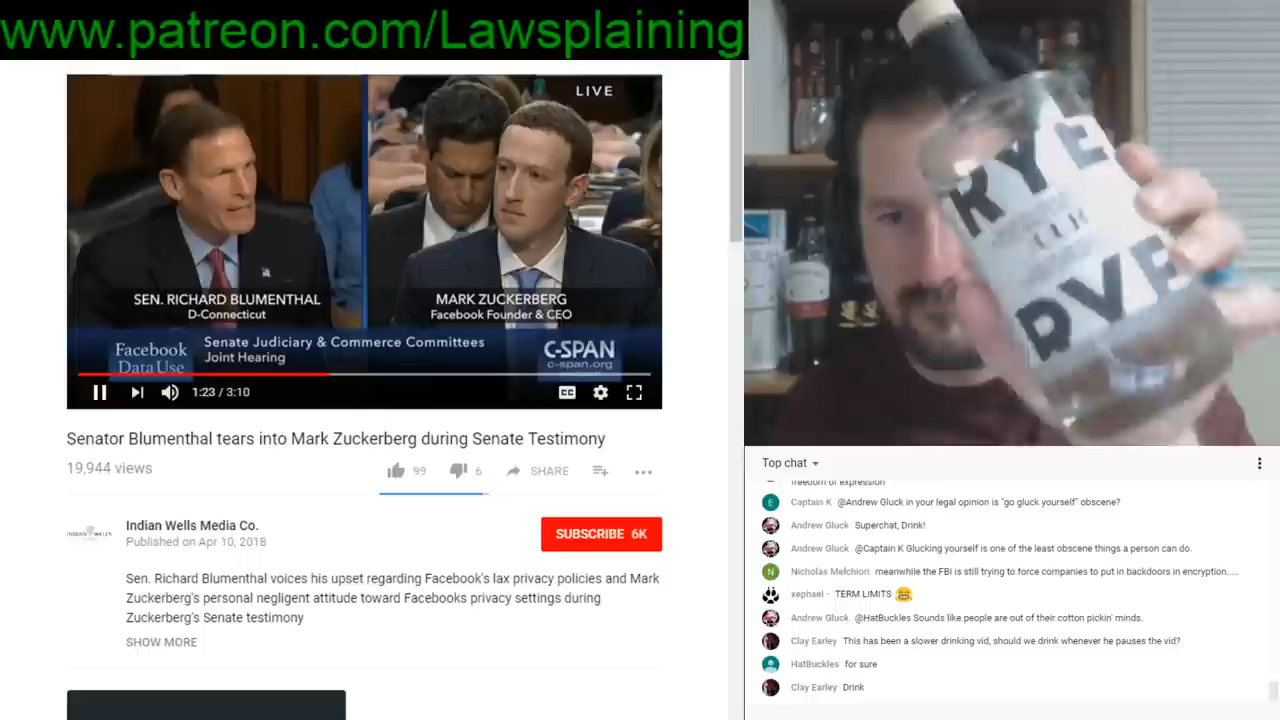 www.patreon.com/Lawsplaining
LIVE
SEN. RICHARD BLUMENTHAL
D-Connecticut
MARK ZUCKERBERG
Facebook Founder & CEO
Facebook
Data Use
Senate Judiciary & Commerce Committees
Joint Hearing
C-SPAN
c-span.org
1:23 / 3:10
CC
Senator Blumenthal tears into Mark Zuckerberg during Senate Testimony
19,944 views
99
6
SHARE
INDIAN WELLS
Indian Wells Media Co.
Published on Apr 10, 2018
SUBSCRIBE 6K
Sen. Richard Blumenthal voices his upset regarding Facebook's lax privacy policies and Mark
Zuckerberg's personal negligent attitude toward Facebooks privacy settings during
Zuckerberg's Senate testimony
SHOW MORE
RYE
RYE
Top chat
freedom of expression
E
Captain K @Andrew Gluck in your legal opinion is "go gluck yourself" obscene?
Andrew Gluck Superchat, Drink!
Andrew Gluck @Captain K Glucking yourself is one of the least obscene things a person can do.
N
Nicholas Melchiori meanwhile the FBI is still trying to force companies to put in backdoors in encryption.....
xephael - TERM LIMITS 😂
Andrew Gluck @HatBuckles Sounds like people are out of their cotton pickin' minds.
Clay Earley This has been a slower drinking vid, should we drink whenever he pauses the vid?
HatBuckles for sure
Clay Earley Drink